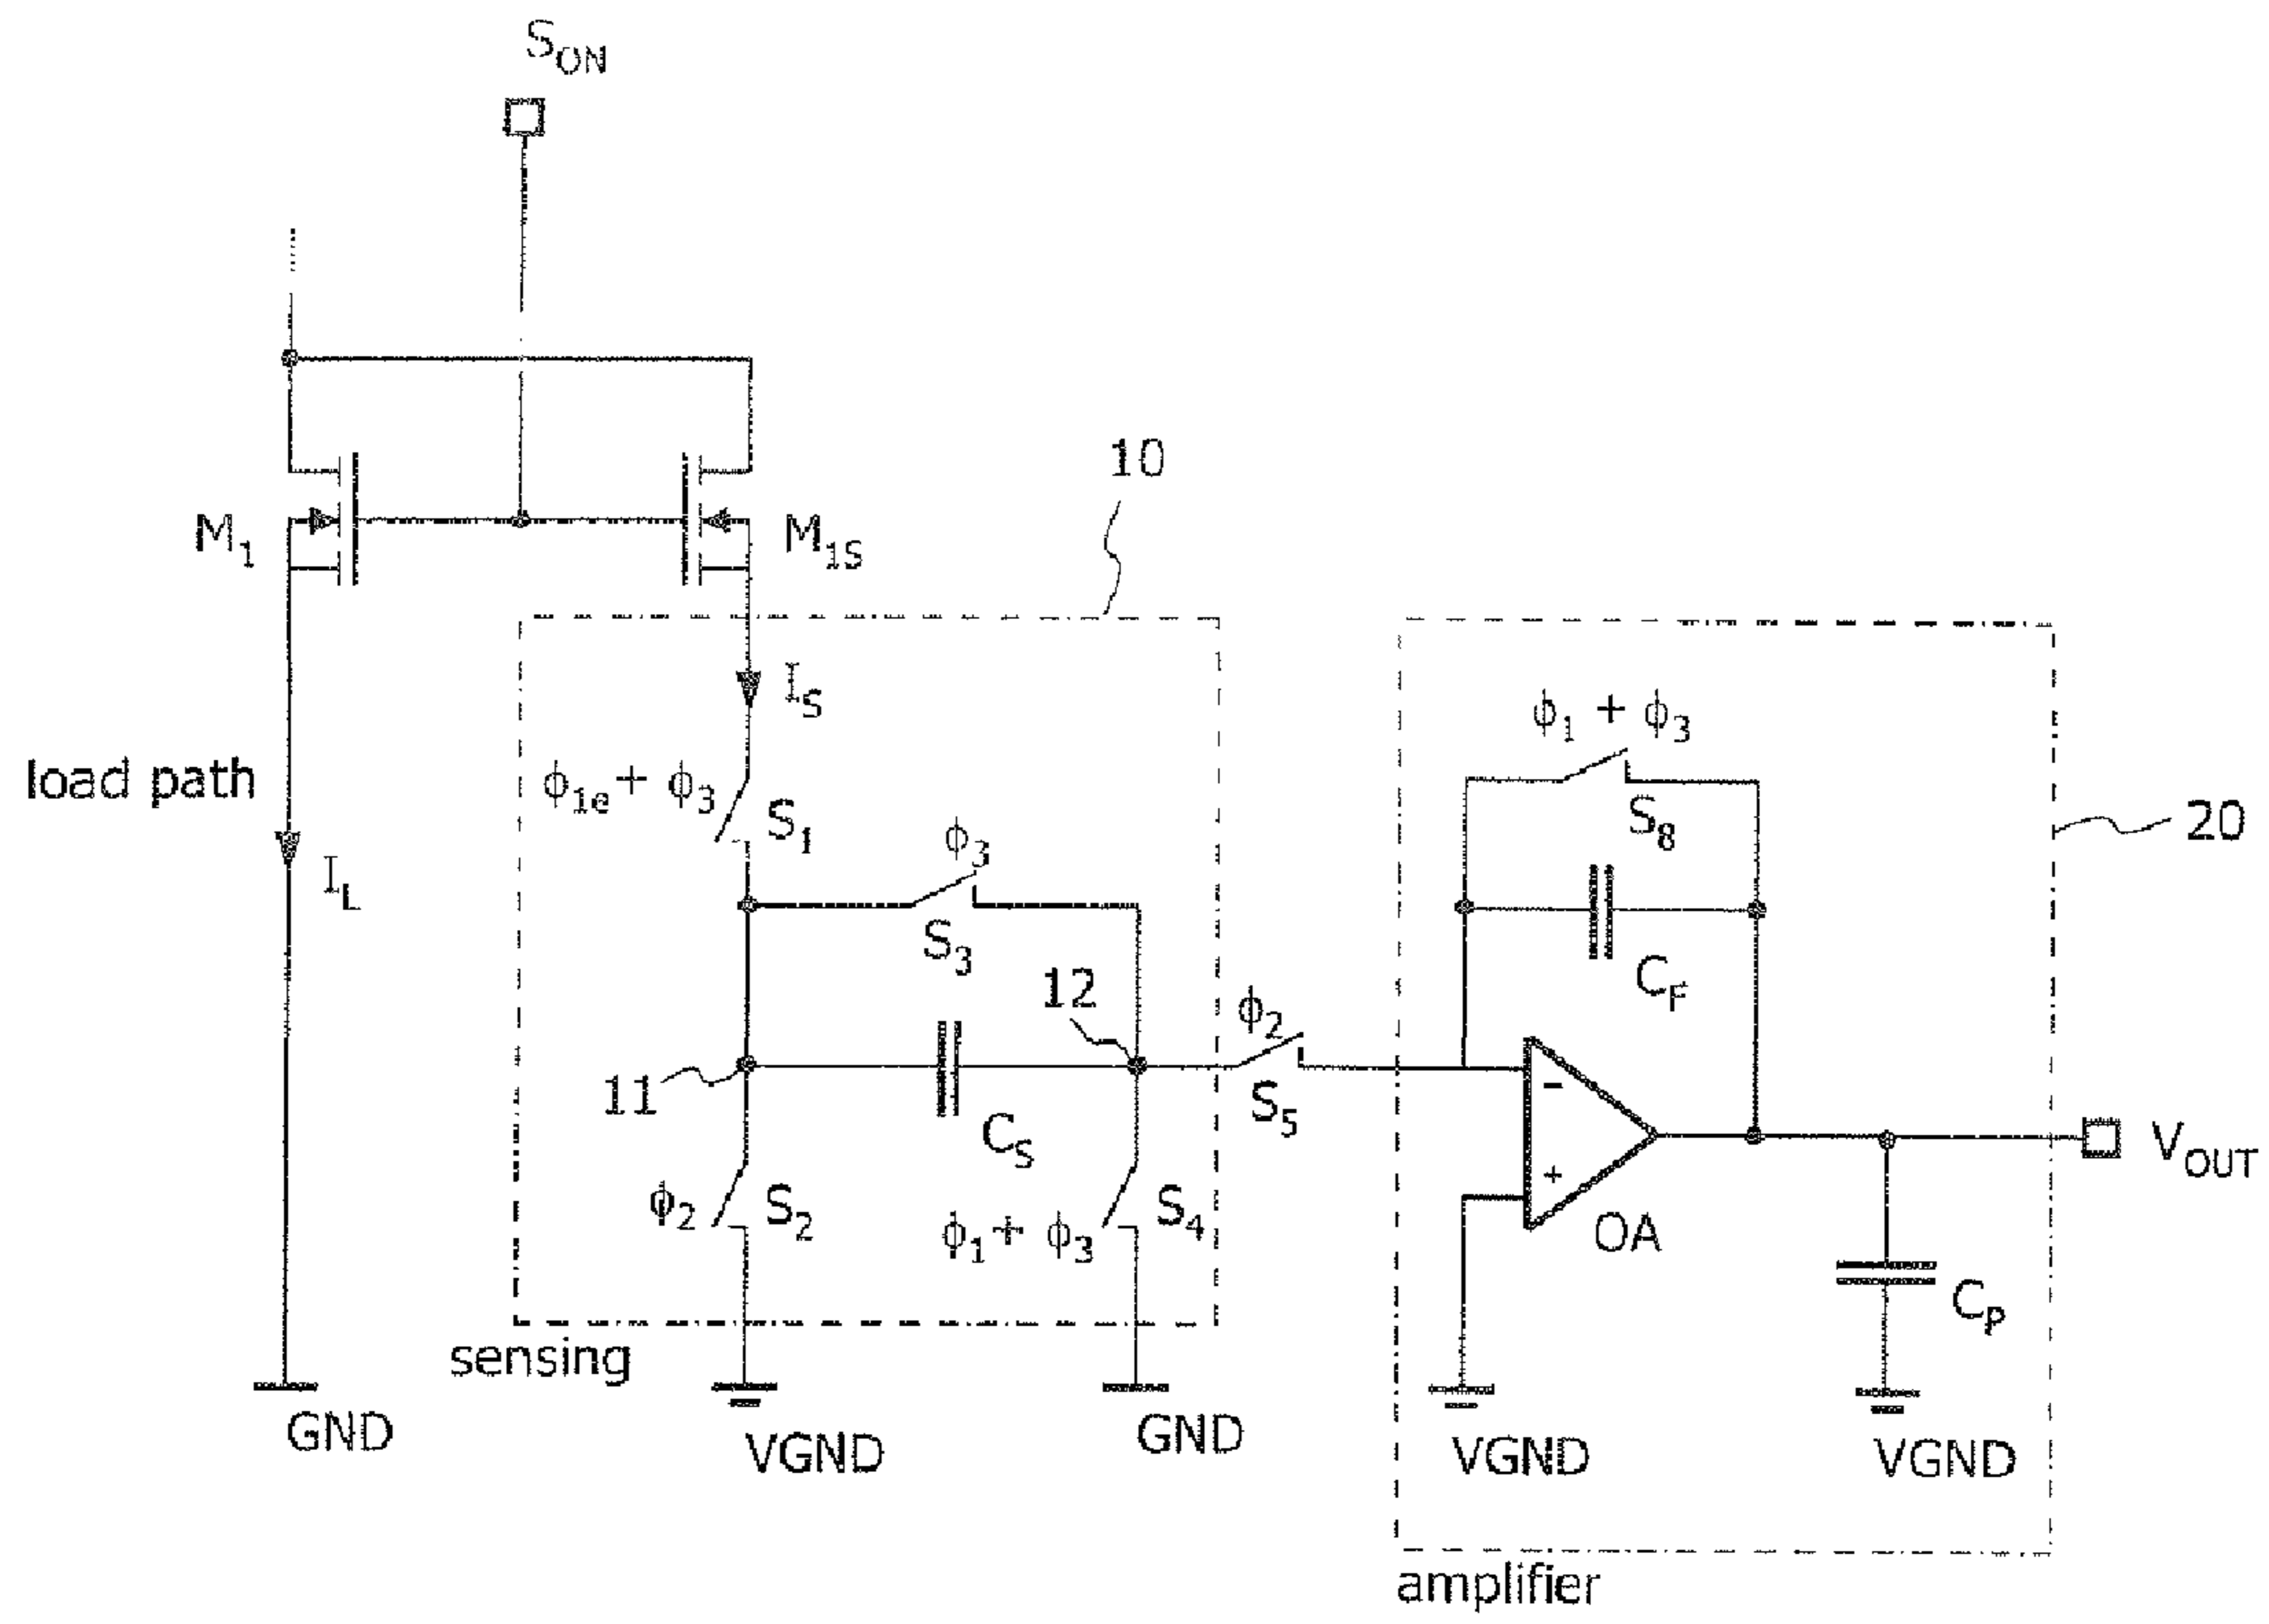 S_ON
10
M_1
M_1S
I_S
ϕ_1 + ϕ_3
ϕ_1e + ϕ_3
S_1
load path
S_8
20
ϕ_3
I_L
S_3
C_F
12
ϕ_2
11
S_5
-
C_S
V_OUT
ϕ_2
S_2
ϕ_1 + ϕ_3
S_4
+
OA
C_P
sensing
GND
VGND
GND
VGND
VGND
amplifier